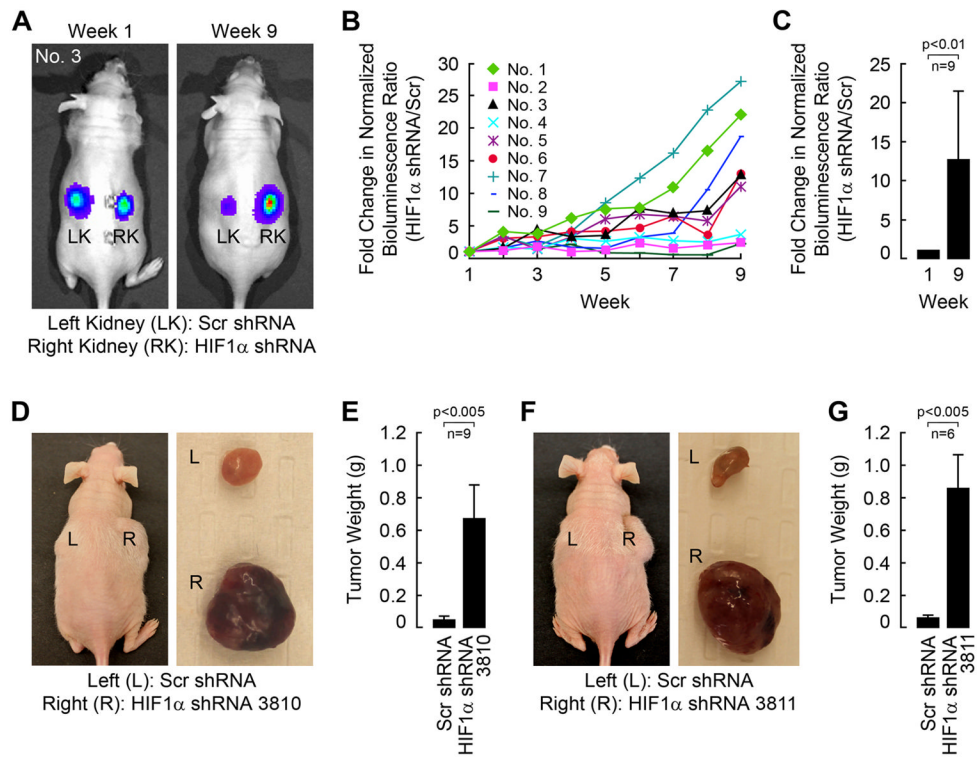 A
Week 1
Week 9
No. 3
LK
RK
LK
RK
Left Kidney (LK): Scr shRNA
Right Kidney (RK): HIF1α shRNA
B
Fold Change in Normalized
Bioluminescence Ratio
(HIF1α shRNA/Scr)
30
25
20
15
10
5
0
No. 1
No. 2
No. 3
No. 4
No. 5
No. 6
No. 7
No. 8
No. 9
1
3
5
7
9
Week
C
p<0.01
n=9
Fold Change in Normalized
Bioluminescence Ratio
(HIF1α shRNA/Scr)
25
20
15
10
5
0
1
9
Week
D
L
R
L
R
Left (L): Scr shRNA
Right (R): HIF1α shRNA 3810
E
p<0.005
n=9
Tumor Weight (g)
1.2
1.0
0.8
0.6
0.4
0.2
0
Scr shRNA
HIF1α shRNA
3810
F
L
R
L
R
Left (L): Scr shRNA
Right (R): HIF1α shRNA 3811
G
p<0.005
n=6
Tumor Weight (g)
1.2
1.0
0.8
0.6
0.4
0.2
0
Scr shRNA
HIF1α shRNA
3811